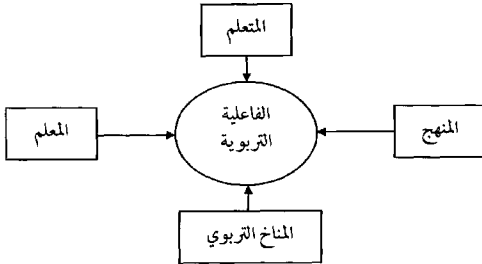 المتعلم
الفاعلية
التربوية
المنهج
المعلم
المناخ التربوي